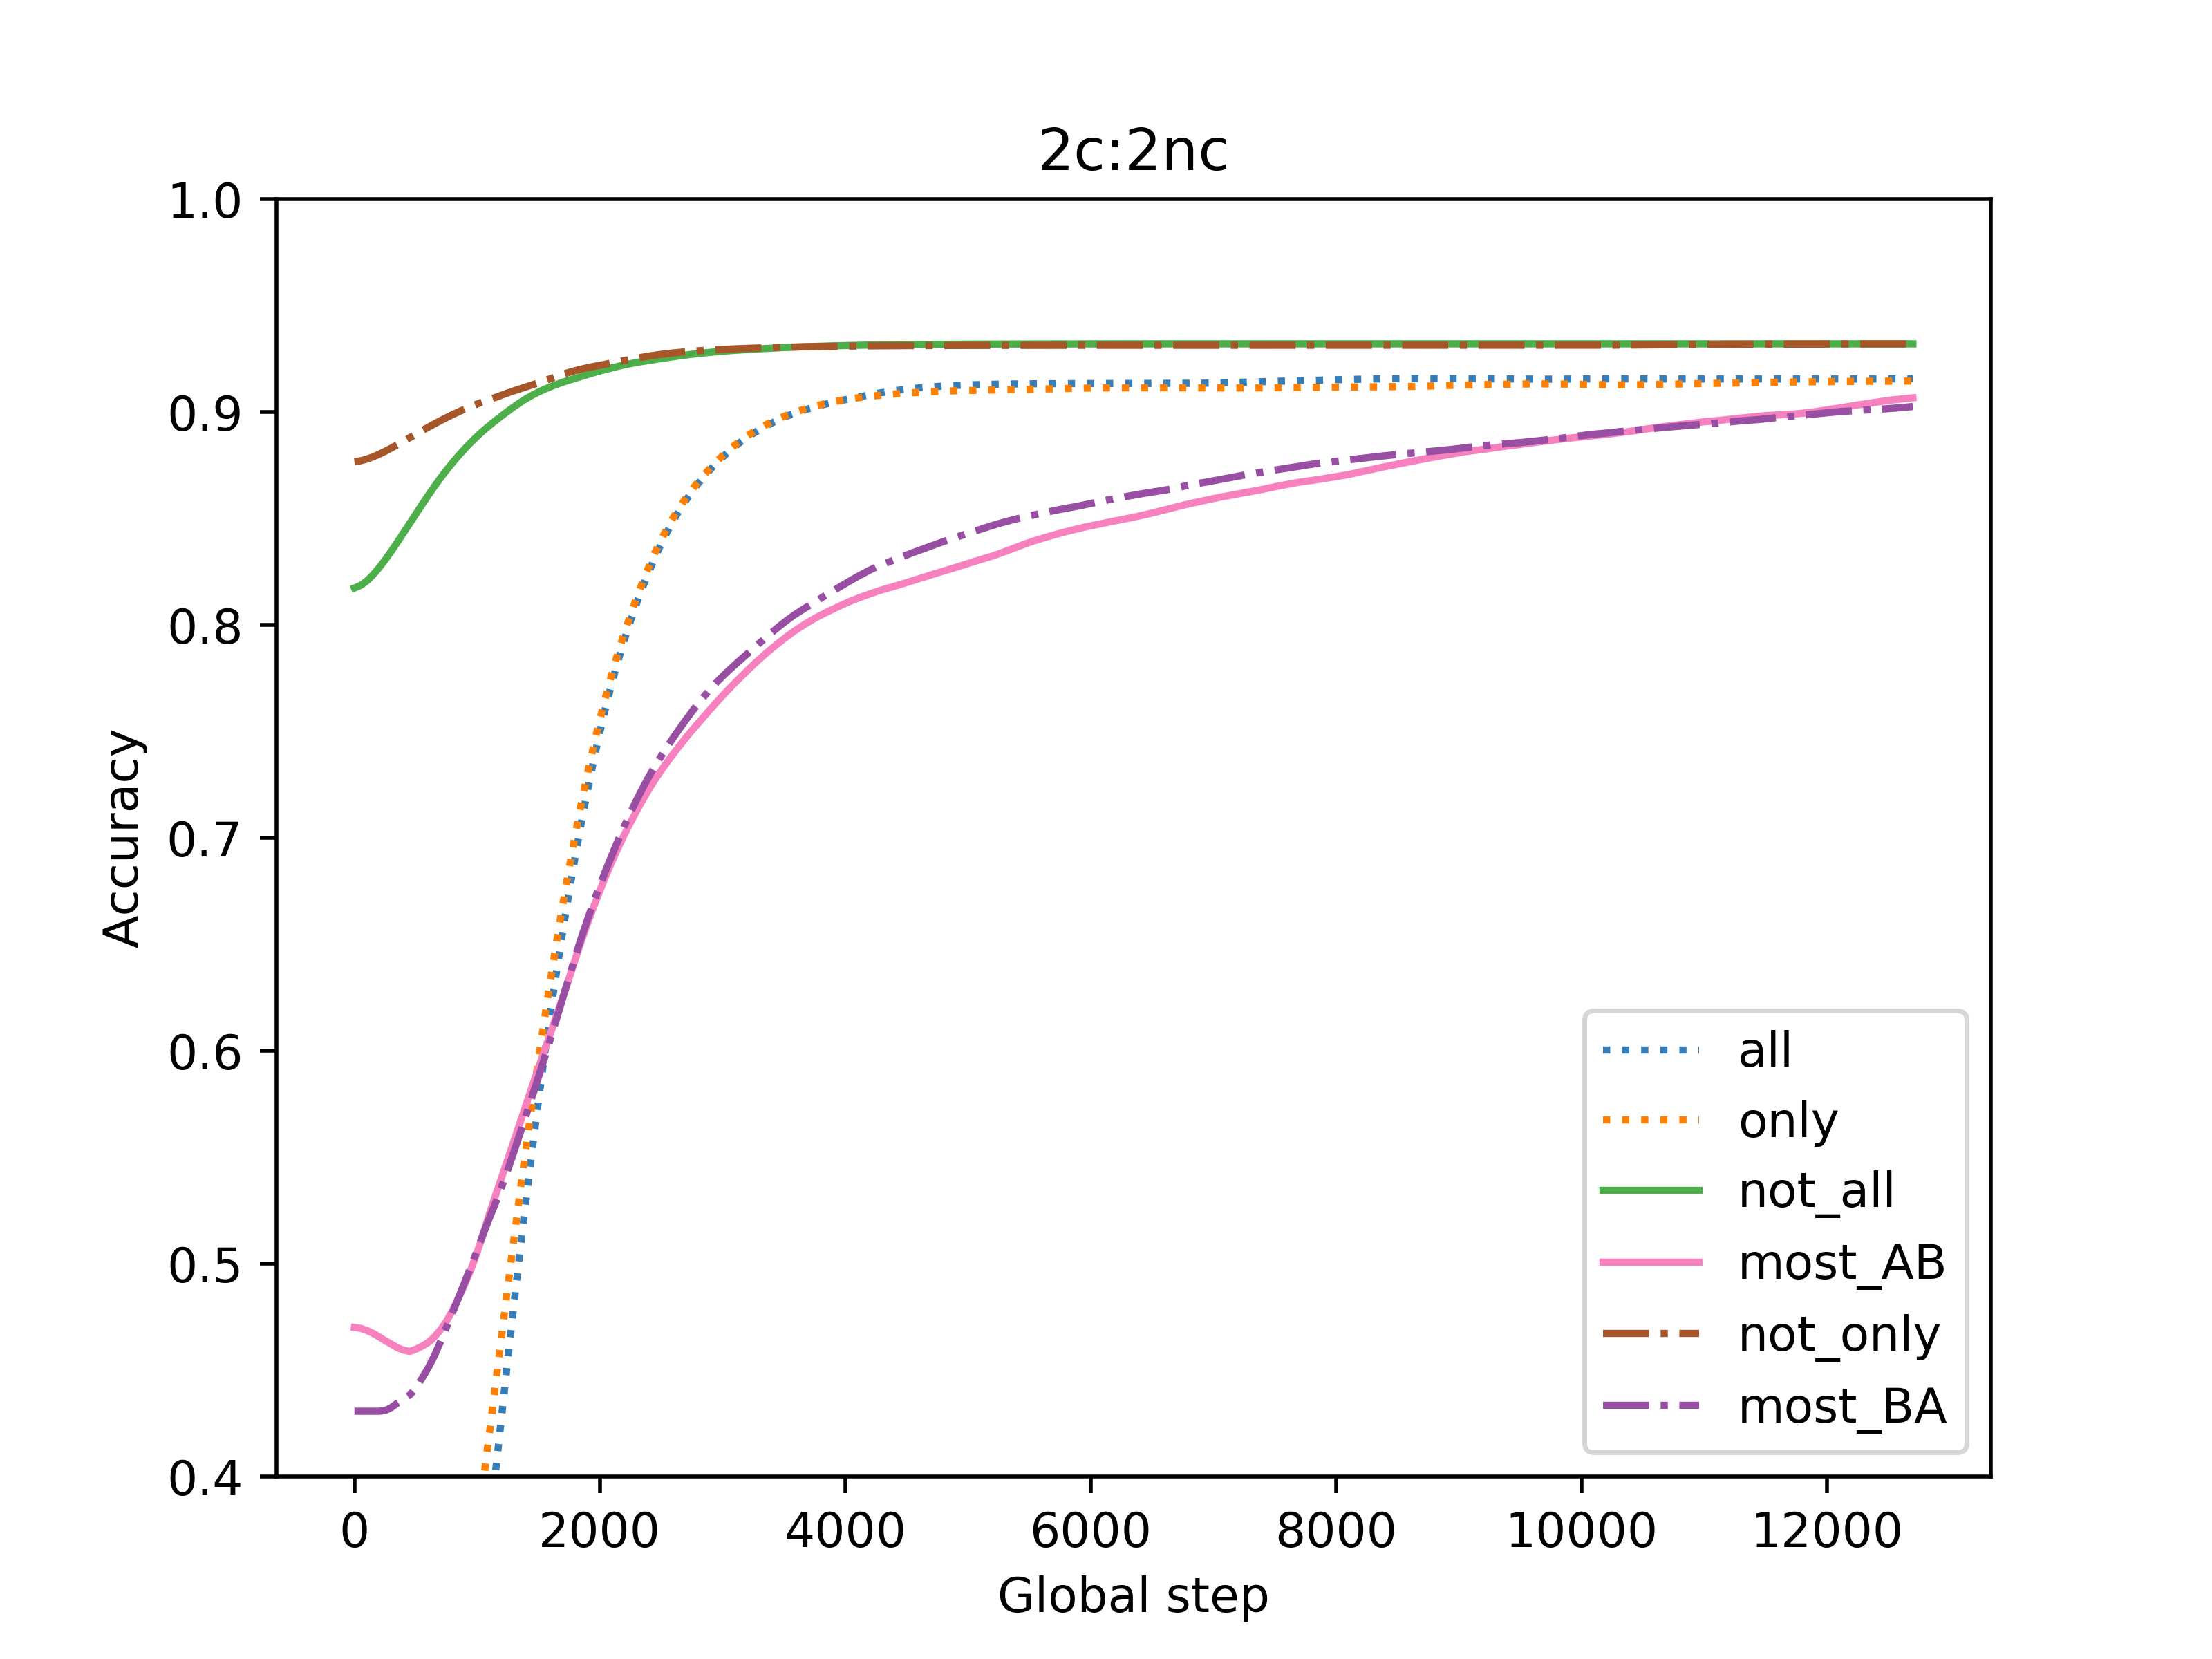 2c:2nc
1.0
0.9
0.8
0.7
0.6
0.5
0.4
Accuracy
0 2000 4000 6000 8000 10000 12000
Global step
all
only
not_all
most_AB
not_only
most_BA